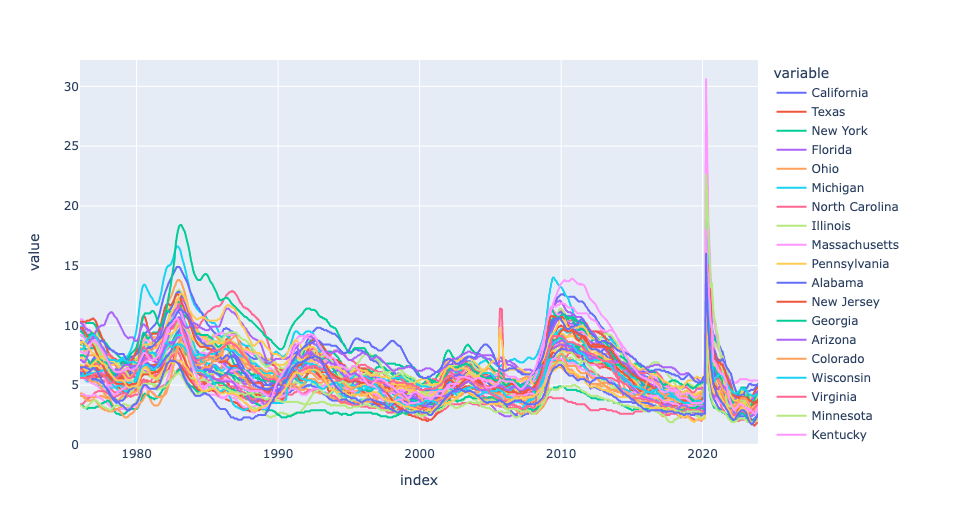 30
25
20
15
10
5
0
value
1980
1990
2000
2010
2020
index
variable
California
Texas
New York
Florida
Ohio
Michigan
North Carolina
Illinois
Massachusetts
Pennsylvania
Alabama
New Jersey
Georgia
Arizona
Colorado
Wisconsin
Virginia
Minnesota
Kentucky